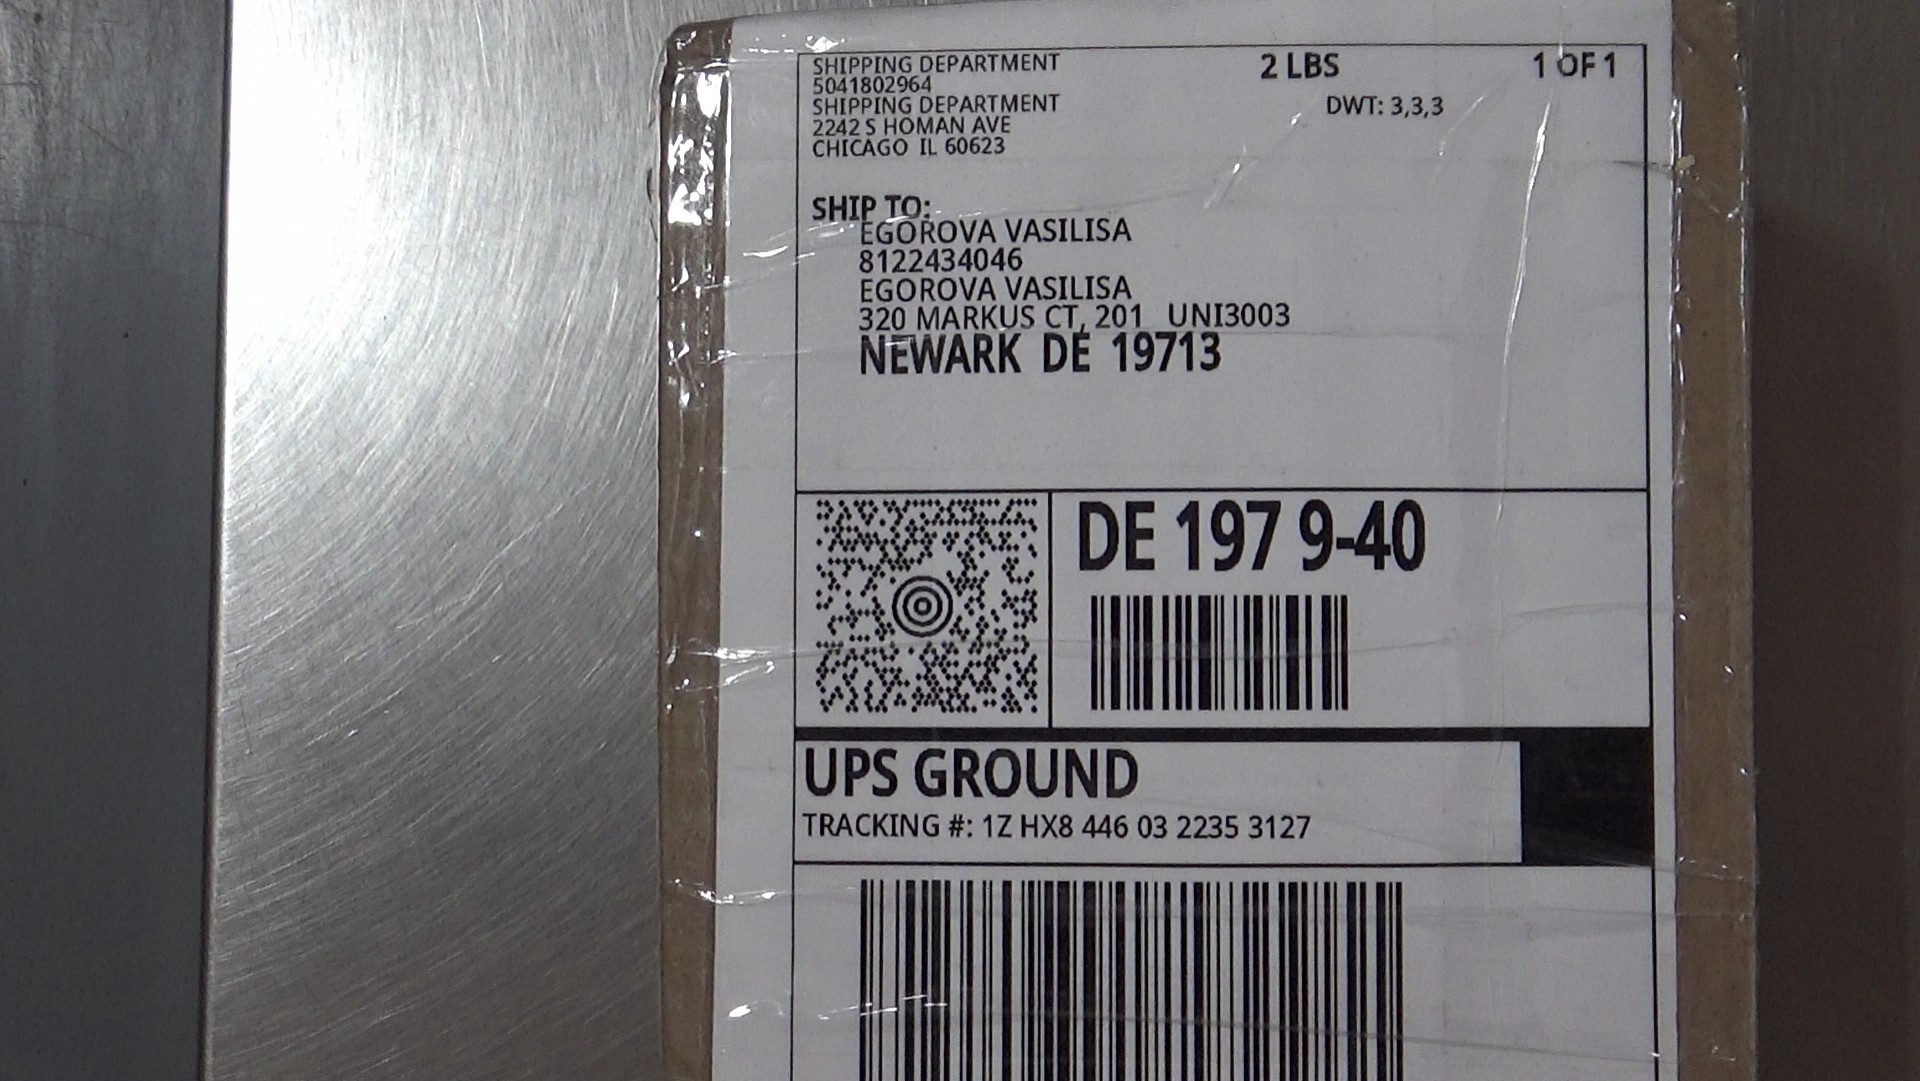 SHIPPING DEPARTMENT
5041802964
SHIPPING DEPARTMENT
2242 S HOMAN AVE
CHICAGO IL 60623
2 LBS
1 OF 1
DWT: 3,3,3
SHIP TO:
EGOROVA VASILISA
8122434046
EGOROVA VASILISA
320 MARKUS CT, 201 UNI3003
NEWARK DE 19713
DE 197 9-40
UPS GROUND
TRACKING #: 1Z HX8 446 03 2235 3127